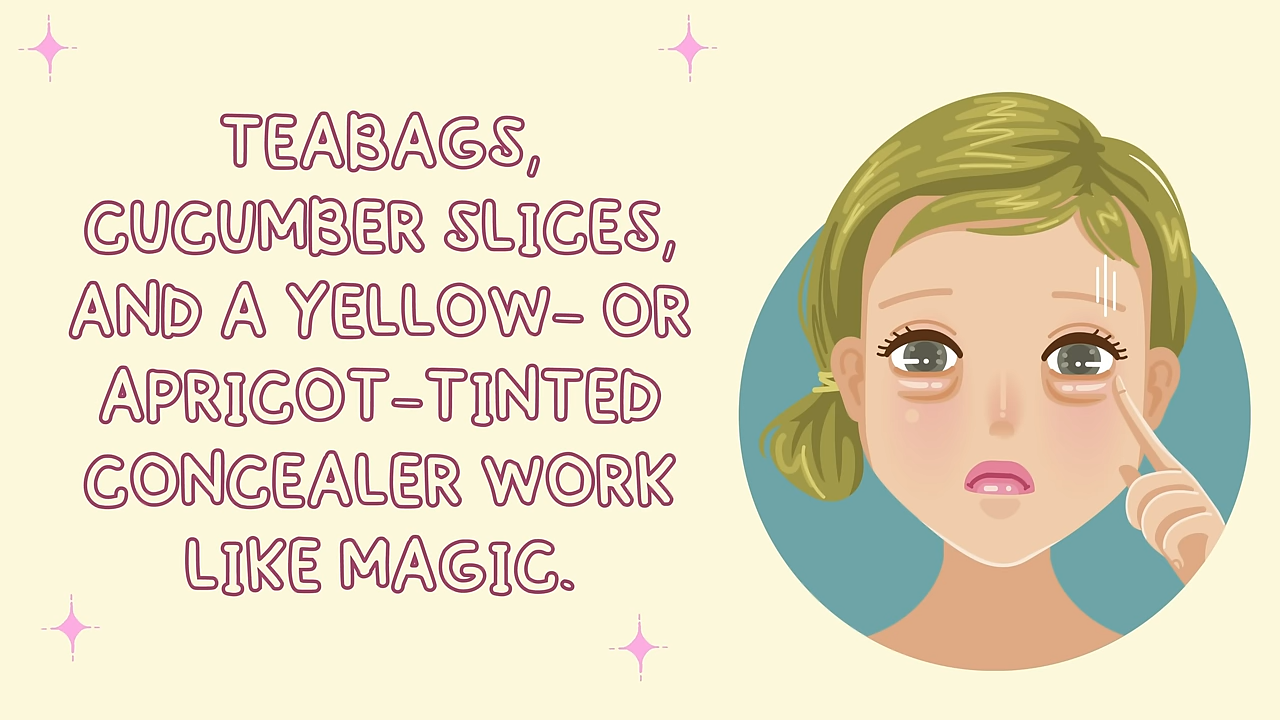 TEABAGS,
CUCUMBER SLICES,
AND A YELLOW- OR
APRICOT-TINTED
CONCEALER WORK
LIKE MAGIC.